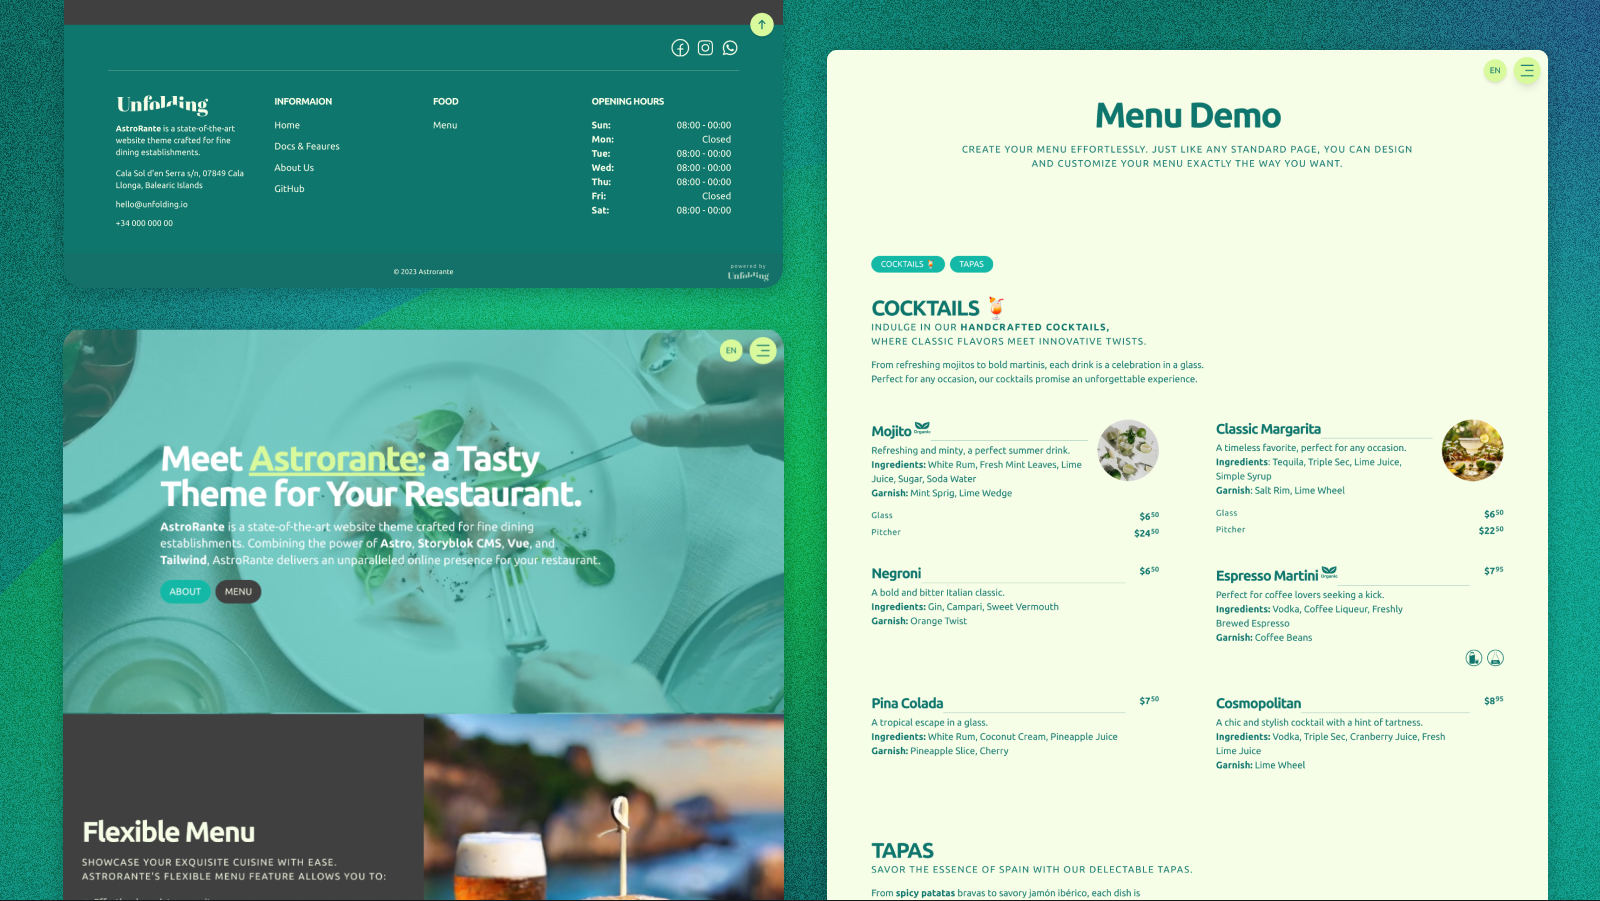 Unfolding
AstroRante is a state-of-the-art
website theme crafted for fine
dining establishments.
Cala Sol d'en Serra s/n, 07849 Cala
Llonga, Balearic Islands
hello@unfolding.io
+34 000 000 00
INFORMAION
Home
Docs & Feaures
About Us
GitHub
FOOD
Menu
OPENING HOURS
Sun: 08:00 - 00:00
Mon: Closed
Tue: 08:00 - 00:00
Wed: 08:00 - 00:00
Thu: 08:00 - 00:00
Fri: Closed
Sat: 08:00 - 00:00
© 2023 Astrorante
powered by
Unfolding
EN
Meet Astrorante: a Tasty
Theme for Your Restaurant.
AstroRante is a state-of-the-art website theme crafted for fine dining
establishments. Combining the power of Astro, Storyblok CMS, Vue, and
Tailwind, AstroRante delivers an unparalleled online presence for your restaurant.
ABOUT MENU
Flexible Menu
SHOWCASE YOUR EXQUISITE CUISINE WITH EASE.
ASTRORANTE'S FLEXIBLE MENU FEATURE ALLOWS YOU TO:
EN
Menu Demo
CREATE YOUR MENU EFFORTLESSLY. JUST LIKE ANY STANDARD PAGE, YOU CAN DESIGN
AND CUSTOMIZE YOUR MENU EXACTLY THE WAY YOU WANT.
COCKTAILS 🍹 TAPAS
COCKTAILS 🍹
INDULGE IN OUR HANDCRAFTED COCKTAILS,
WHERE CLASSIC FLAVORS MEET INNOVATIVE TWISTS.
From refreshing mojitos to bold martinis, each drink is a celebration in a glass.
Perfect for any occasion, our cocktails promise an unforgettable experience.
Mojito Organic
Refreshing and minty, a perfect summer drink.
Ingredients: White Rum, Fresh Mint Leaves, Lime
Juice, Sugar, Soda Water
Garnish: Mint Sprig, Lime Wedge
Glass $6⁵⁰
Pitcher $24⁵⁰
Classic Margarita
A timeless favorite, perfect for any occasion.
Ingredients: Tequila, Triple Sec, Lime Juice,
Simple Syrup
Garnish: Salt Rim, Lime Wheel
Glass $6⁵⁰
Pitcher $22⁵⁰
Negroni $6⁵⁰
A bold and bitter Italian classic.
Ingredients: Gin, Campari, Sweet Vermouth
Garnish: Orange Twist
Espresso Martini Organic $7⁹⁵
Perfect for coffee lovers seeking a kick.
Ingredients: Vodka, Coffee Liqueur, Freshly
Brewed Espresso
Garnish: Coffee Beans
Pina Colada $7⁵⁰
A tropical escape in a glass.
Ingredients: White Rum, Coconut Cream, Pineapple Juice
Garnish: Pineapple Slice, Cherry
Cosmopolitan $8⁹⁵
A chic and stylish cocktail with a hint of tartness.
Ingredients: Vodka, Triple Sec, Cranberry Juice, Fresh
Lime Juice
Garnish: Lime Wheel
TAPAS
SAVOR THE ESSENCE OF SPAIN WITH OUR DELECTABLE TAPAS.
From spicy patatas bravas to savory jamón ibérico, each dish is